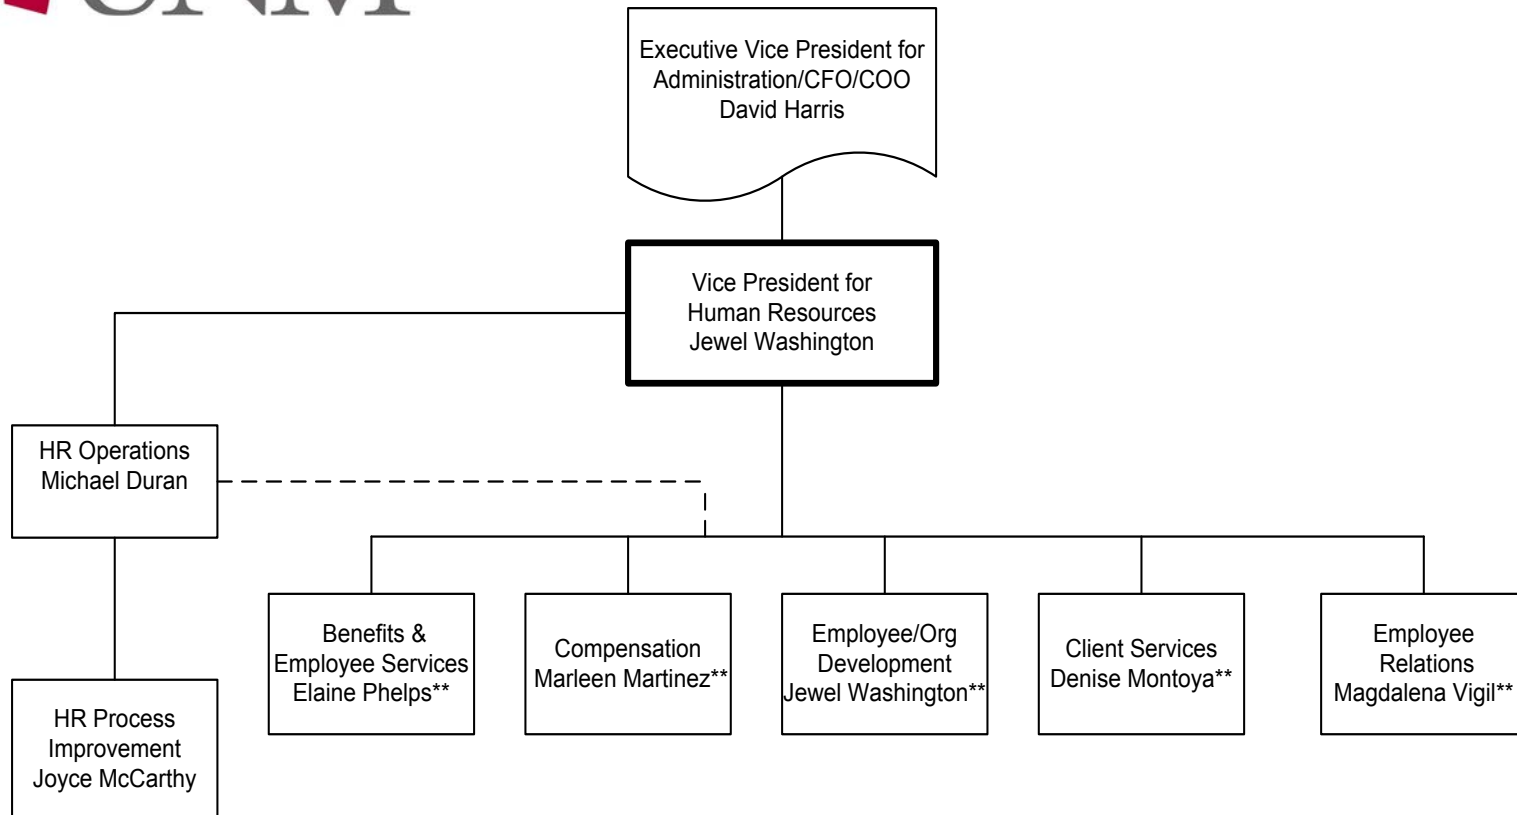 UNM
Executive Vice President for
Administration/CFO/COO
David Harris
Vice President for
Human Resources
Jewel Washington
HR Operations
Michael Duran
Benefits &
Employee Services
Elaine Phelps**
Compensation
Marleen Martinez**
Employee/Org
Development
Jewel Washington**
Client Services
Denise Montoya**
Employee
Relations
Magdalena Vigil**
HR Process
Improvement
Joyce McCarthy